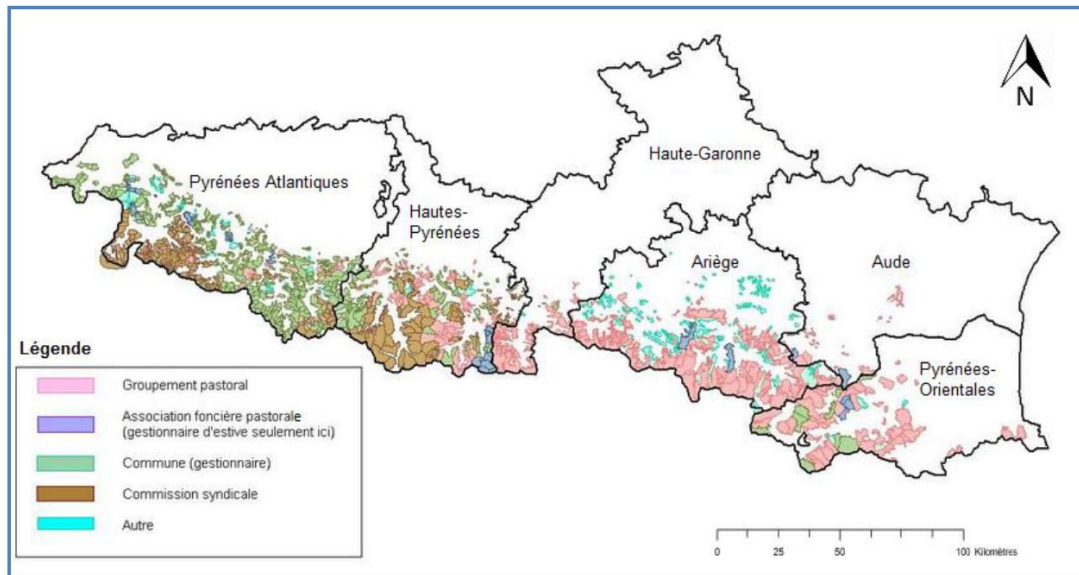 N
Haute-Garonne
Pyrénées Atlantiques
Hautes-
Pyrénées
Ariège
Aude
Pyrénées-
Orientales
Légende
Groupement pastoral
Association foncière pastorale
(gestionnaire d'estive seulement ici)
Commune (gestionnaire)
Commission syndicale
Autre
0 25 50 100 Kilomètres